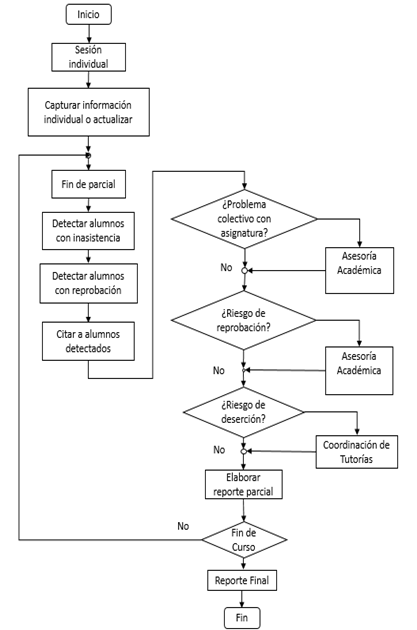 Inicio
Sesión
individual
Capturar información
individual o actualizar
Fin de parcial
Detectar alumnos
con inasistencia
Detectar alumnos
con reprobación
Citar a alumnos
detectados
¿Problema
colectivo con
asignatura?
Asesoría
Académica
No
¿Riesgo de
reprobación?
Asesoría
Académica
No
¿Riesgo de
deserción?
Coordinación de
Tutorías
No
Elaborar
reporte parcial
No
Fin de
Curso
Reporte Final
Fin